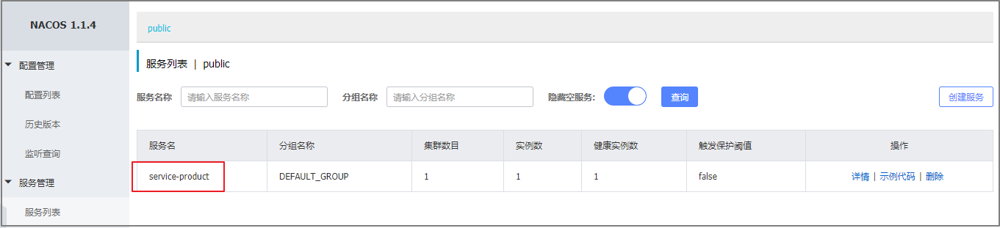 NACOS 1.1.4
public
配置管理
服务列表 | public
配置列表
服务名称 请输入服务名称 分组名称 请输入分组名称 隐藏空服务: 查询 创建服务
历史版本
监听查询
服务名 分组名称 集群数目 实例数 健康实例数 触发保护阈值 操作
service-product DEFAULT_GROUP 1 1 1 false 详情 | 示例代码 | 删除
服务管理
服务列表